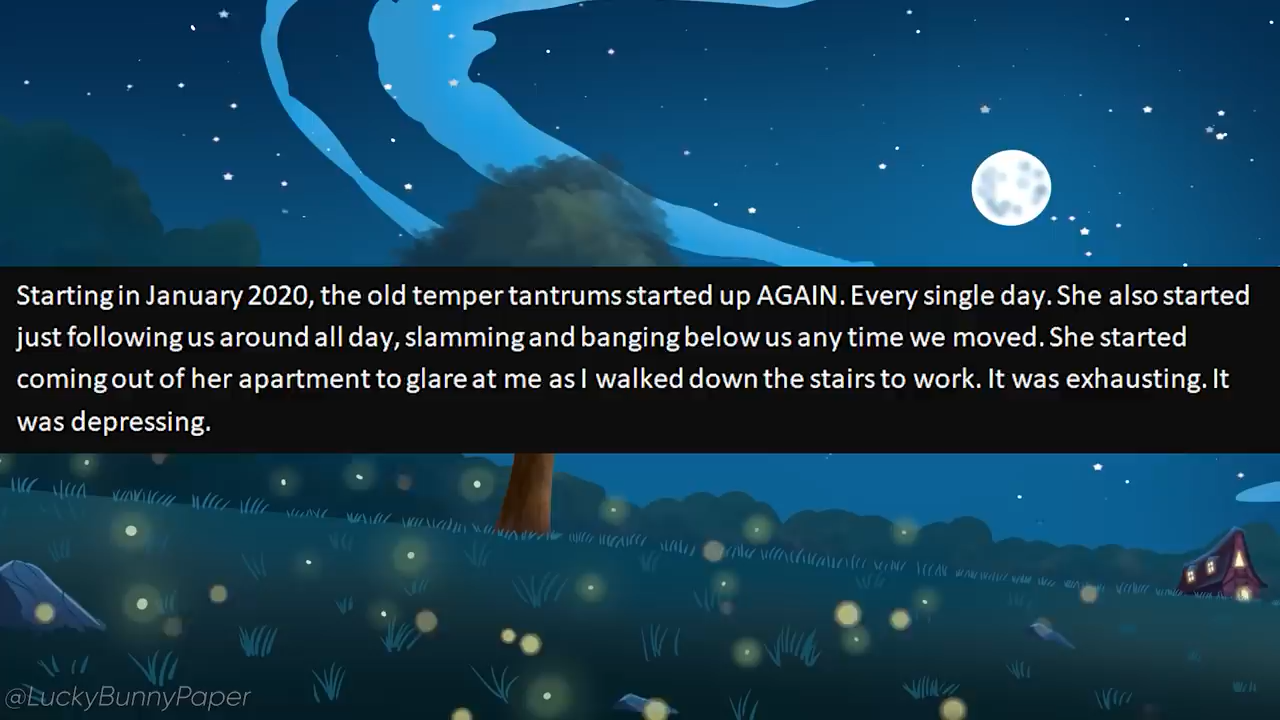 Starting in January 2020, the old temper tantrums started up AGAIN. Every single day. She also started
just following us around all day, slamming and banging below us any time we moved. She started
coming out of her apartment to glare at me as I walked down the stairs to work. It was exhausting. It
was depressing.
@LuckyBunnyPaper